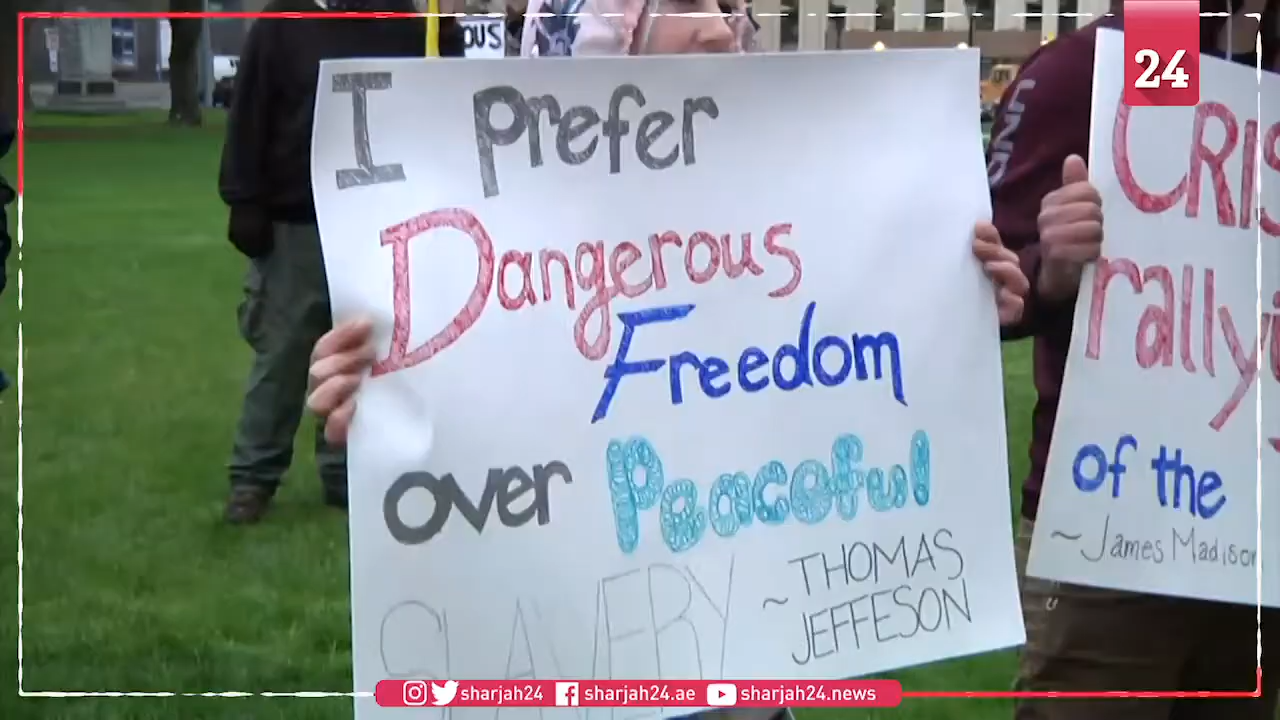 24
ous
I prefer
Dangerous
Freedom
over Peaceful
SLAVERY
~THOMAS
JEFFESON
CRIS
rally
of the
~James Madison
sharjah24 sharjah24.ae sharjah24.news